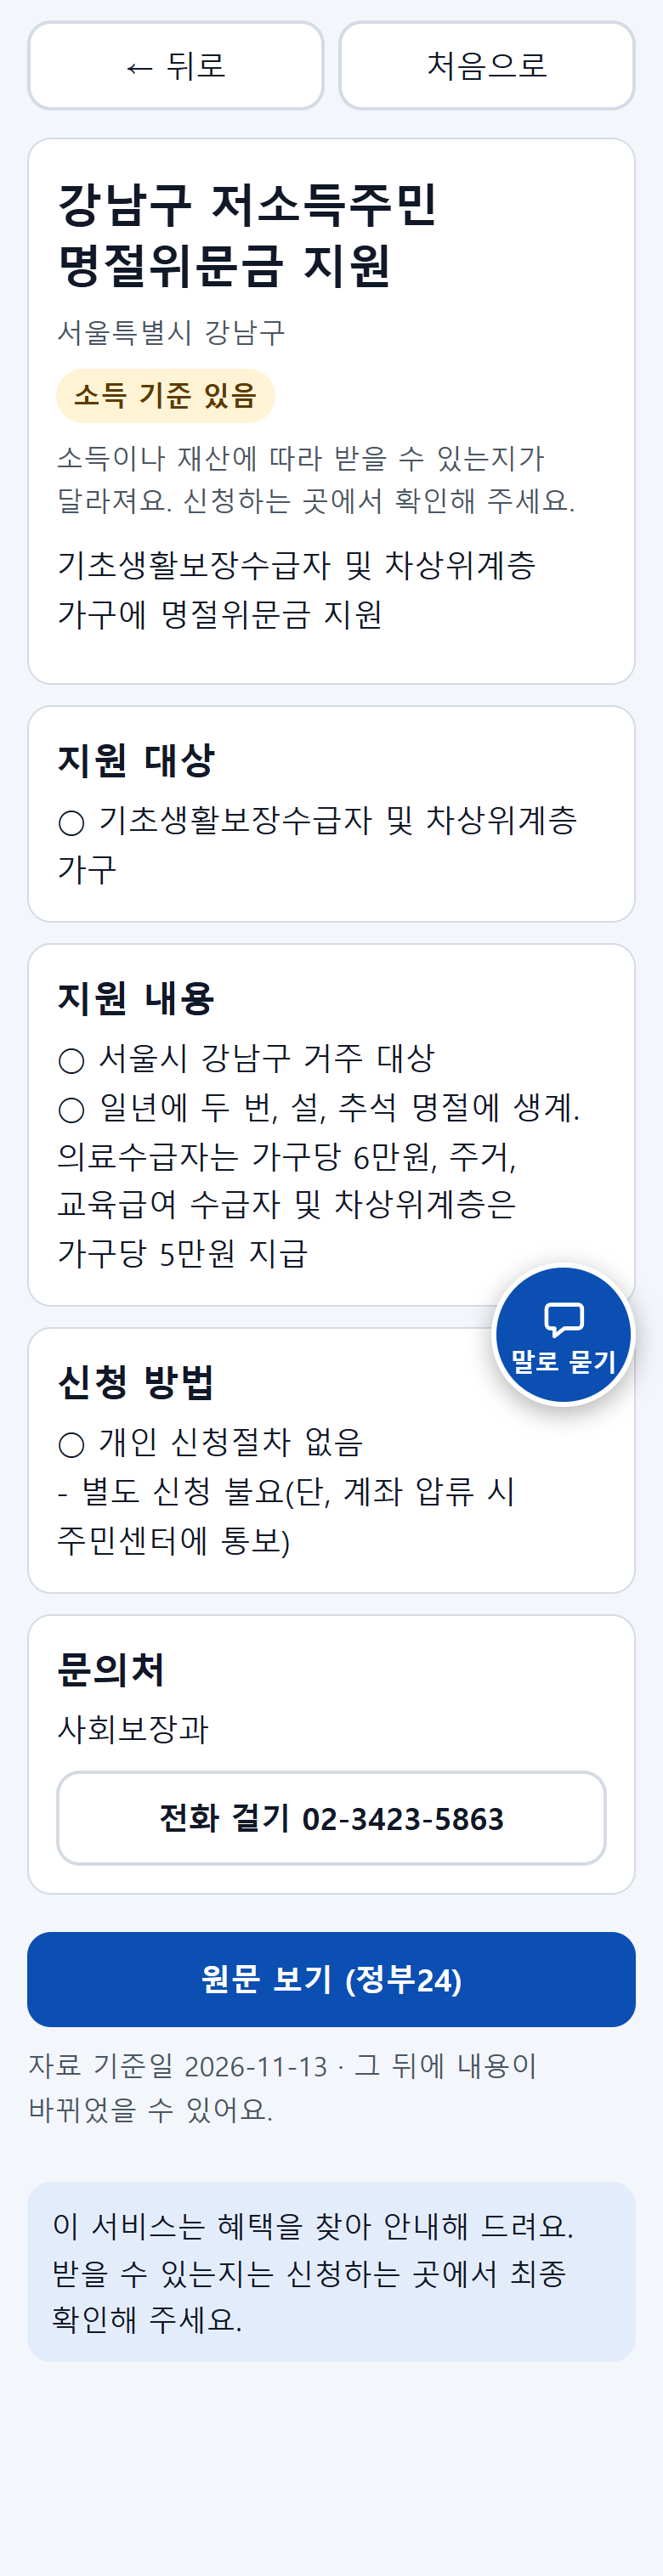 ← 뒤로
처음으로
강남구 저소득주민
명절위문금 지원
서울특별시 강남구
소득 기준 있음
소득이나 재산에 따라 받을 수 있는지가
달라져요. 신청하는 곳에서 확인해 주세요.
기초생활보장수급자 및 차상위계층
가구에 명절위문금 지원
지원 대상
○ 기초생활보장수급자 및 차상위계층
가구
지원 내용
○ 서울시 강남구 거주 대상
○ 일년에 두 번, 설, 추석 명절에 생계.
의료수급자는 가구당 6만원, 주거,
교육급여 수급자 및 차상위계층은
가구당 5만원 지급
말로 묻기
신청 방법
○ 개인 신청절차 없음
- 별도 신청 불요(단, 계좌 압류 시
주민센터에 통보)
문의처
사회보장과
전화 걸기 02-3423-5863
원문 보기 (정부24)
자료 기준일 2026-11-13 · 그 뒤에 내용이
바뀌었을 수 있어요.
이 서비스는 혜택을 찾아 안내해 드려요.
받을 수 있는지는 신청하는 곳에서 최종
확인해 주세요.